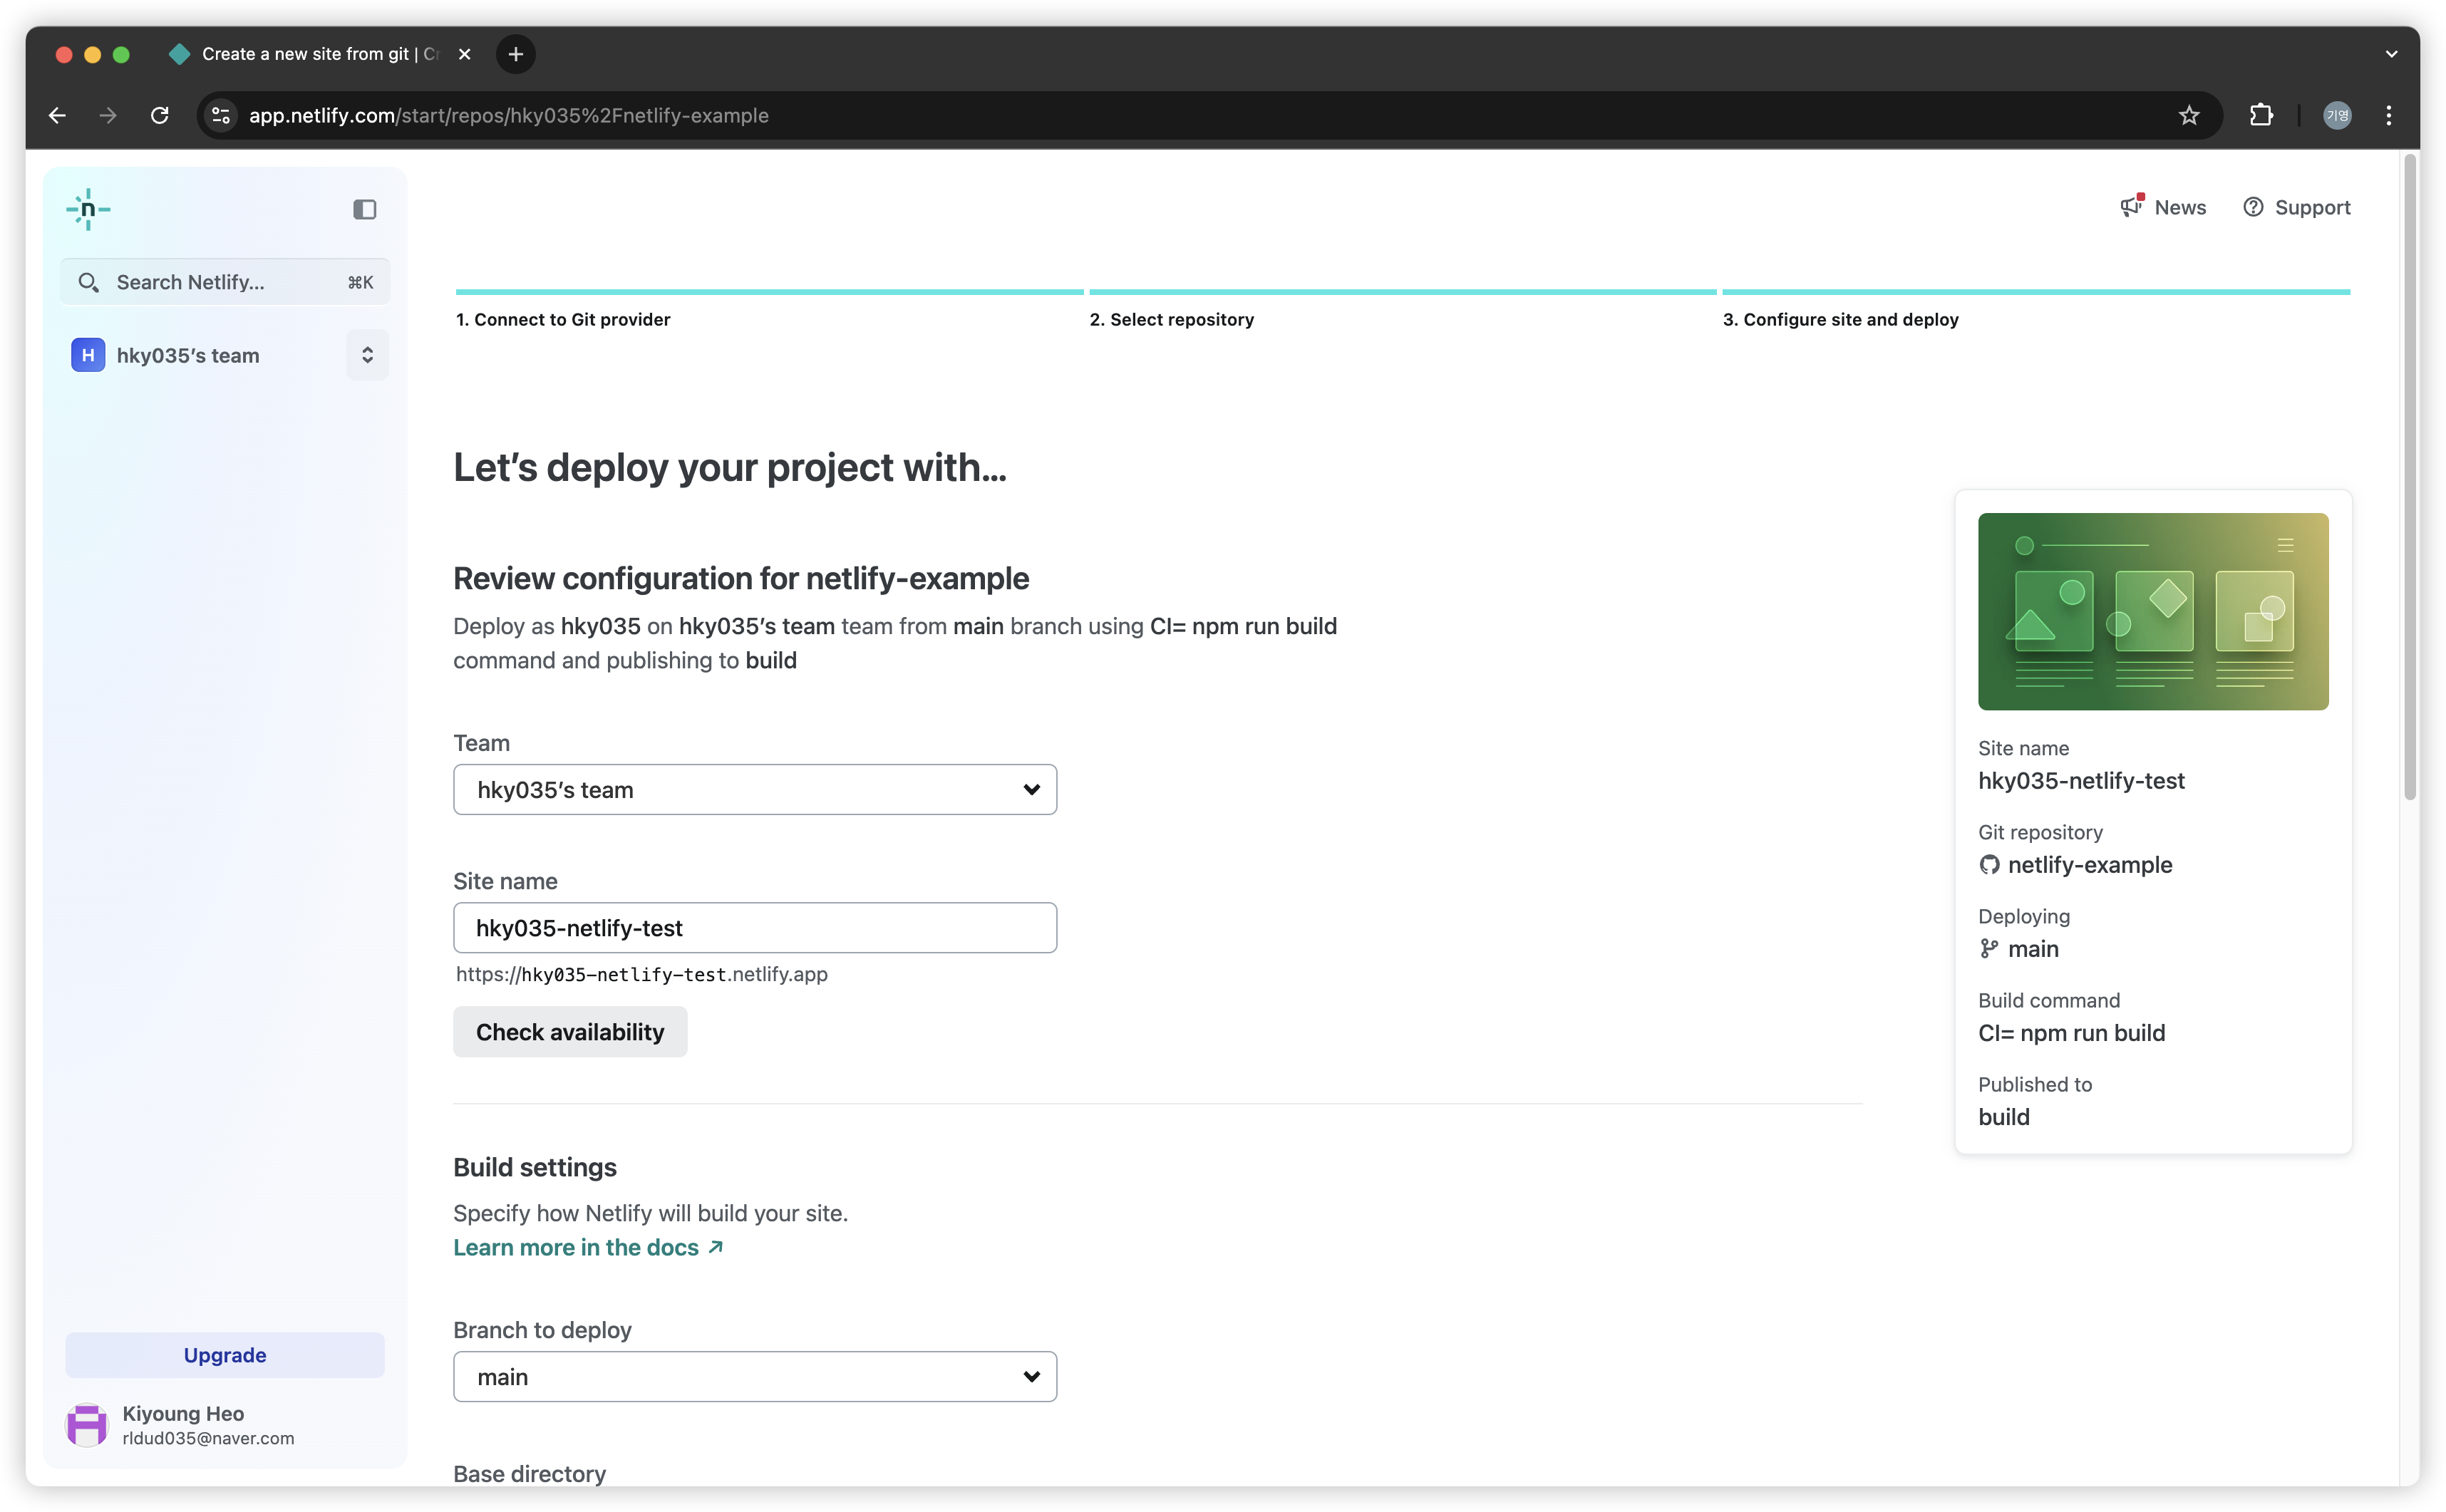 Create a new site from git | Cr
app.netlify.com/start/repos/hky035%2Fnetlify-example
기영
n
Search Netlify... ⌘K
H hky035’s team
News
Support
1. Connect to Git provider
2. Select repository
3. Configure site and deploy
Let’s deploy your project with…
Review configuration for netlify-example
Deploy as hky035 on hky035’s team team from main branch using CI= npm run build
command and publishing to build
Team
hky035’s team
Site name
hky035-netlify-test
https://hky035-netlify-test.netlify.app
Check availability
Build settings
Specify how Netlify will build your site.
Learn more in the docs ↗
Branch to deploy
main
Base directory
Site name
hky035-netlify-test
Git repository
netlify-example
Deploying
main
Build command
CI= npm run build
Published to
build
Upgrade
Kiyoung Heo
rldud035@naver.com